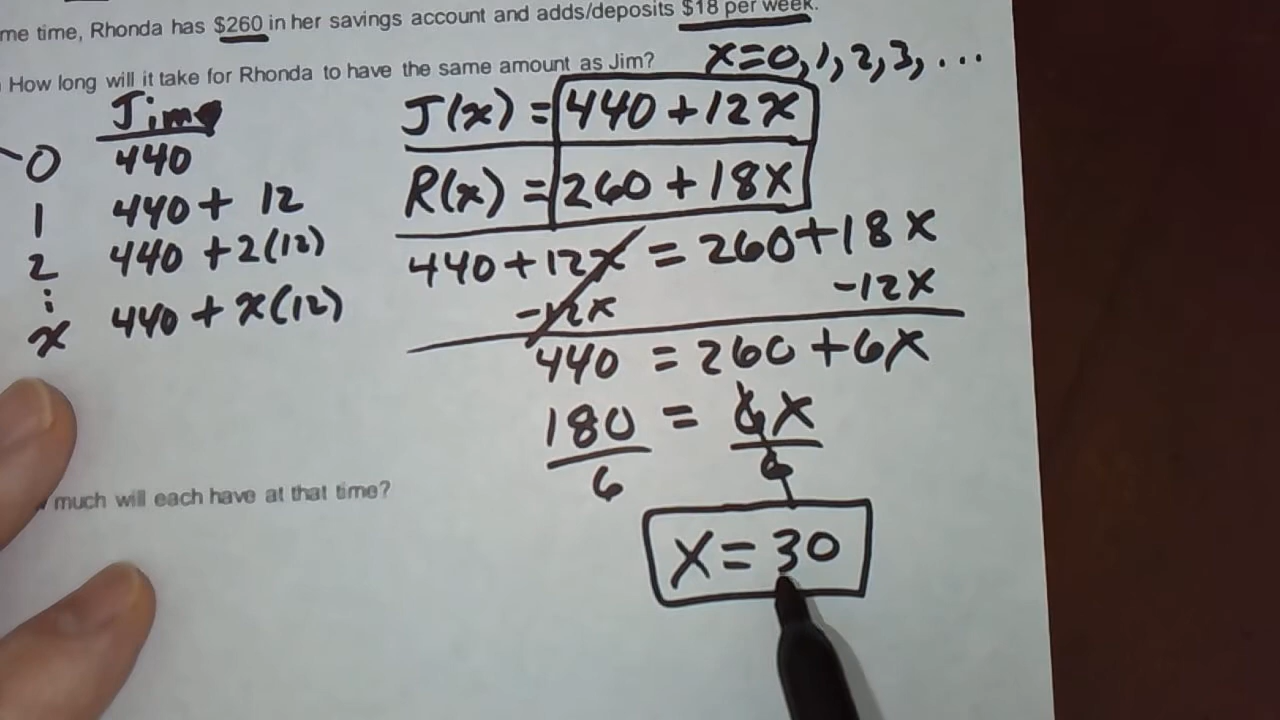 me time, Rhonda has $260 in her savings account and adds/deposits $18 per week.
How long will it take for Rhonda to have the same amount as Jim?
x=0,1,2,3,...
Jim
0 440
1 440+ 12
2 440 +2(12)
⋮
x 440 + x(12)
J(x) = 440 +12x
R(x) = 260 + 18x
440+12x = 260+18x
-12x -12x
440 = 260 +6x
180 = 6x
6 6
x=30
much will each have at that time?